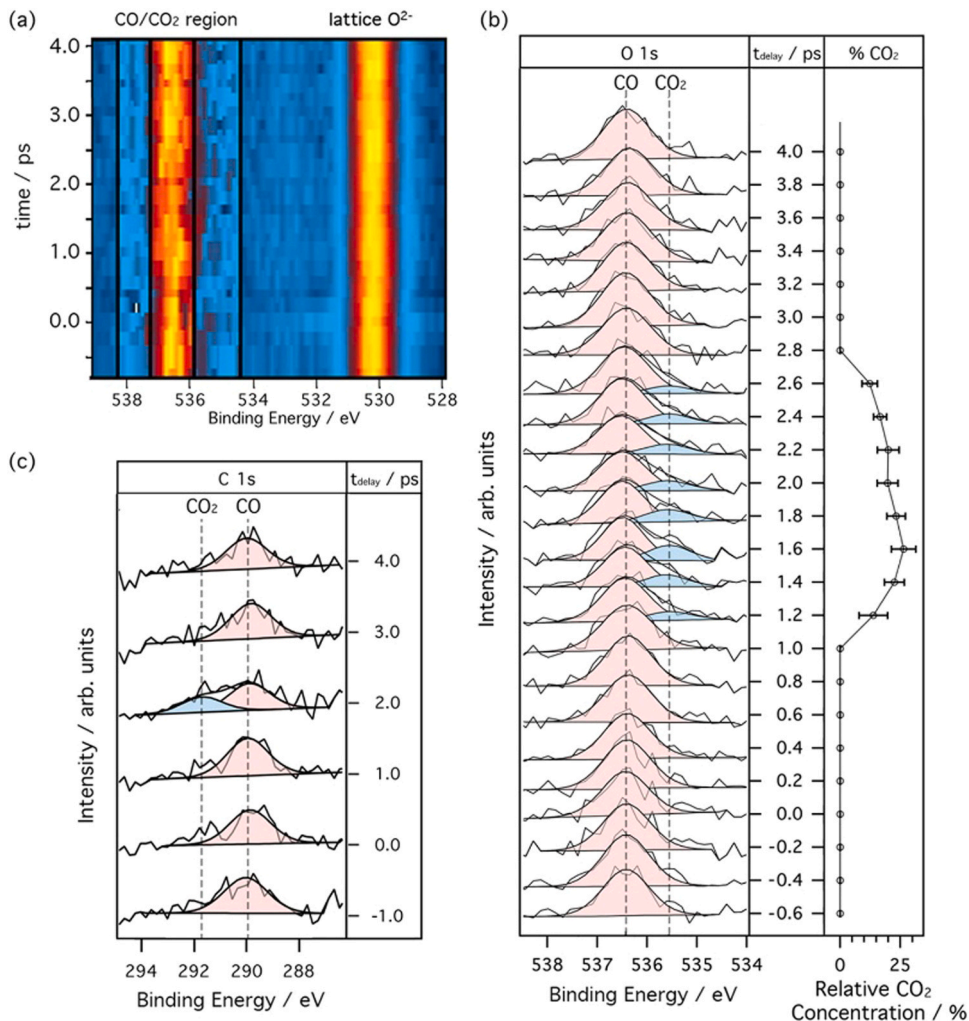 (a)
CO/CO₂ region lattice O²⁻
4.0
3.0
2.0
1.0
0.0
time / ps
538 536 534 532 530 528
Binding Energy / eV
(b)
O 1s t_delay / ps % CO₂
CO CO₂
4.0
3.8
3.6
3.4
3.2
3.0
2.8
2.6
2.4
2.2
2.0
1.8
1.6
1.4
1.2
1.0
0.8
0.6
0.4
0.2
0.0
-0.2
-0.4
-0.6
Intensity / arb. units
538 537 536 535 534
Binding Energy / eV
0 25
Relative CO₂
Concentration / %
(c)
C 1s t_delay / ps
CO₂ CO
4.0
3.0
2.0
1.0
0.0
-1.0
Intensity / arb. units
294 292 290 288
Binding Energy / eV